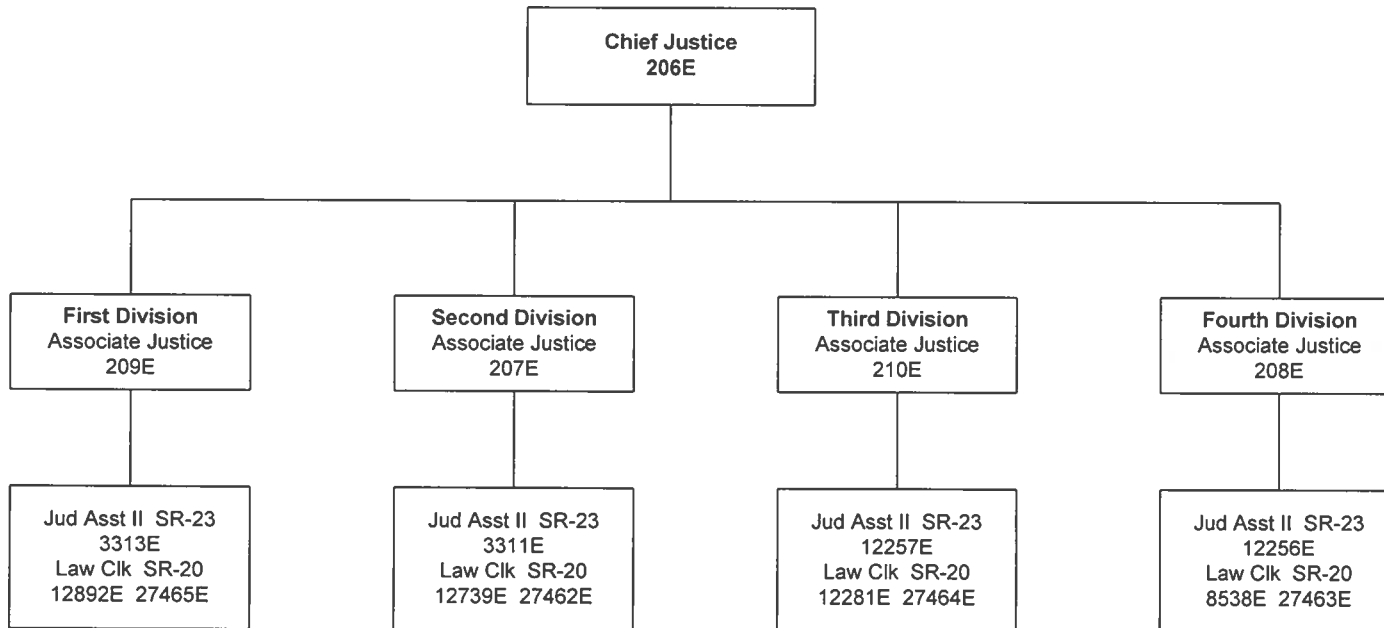 Chief Justice
206E
First Division
Associate Justice
209E
Second Division
Associate Justice
207E
Third Division
Associate Justice
210E
Fourth Division
Associate Justice
208E
Jud Asst II SR-23
3313E
Law Clk SR-20
12892E 27465E
Jud Asst II SR-23
3311E
Law Clk SR-20
12739E 27462E
Jud Asst II SR-23
12257E
Law Clk SR-20
12281E 27464E
Jud Asst II SR-23
12256E
Law Clk SR-20
8538E 27463E